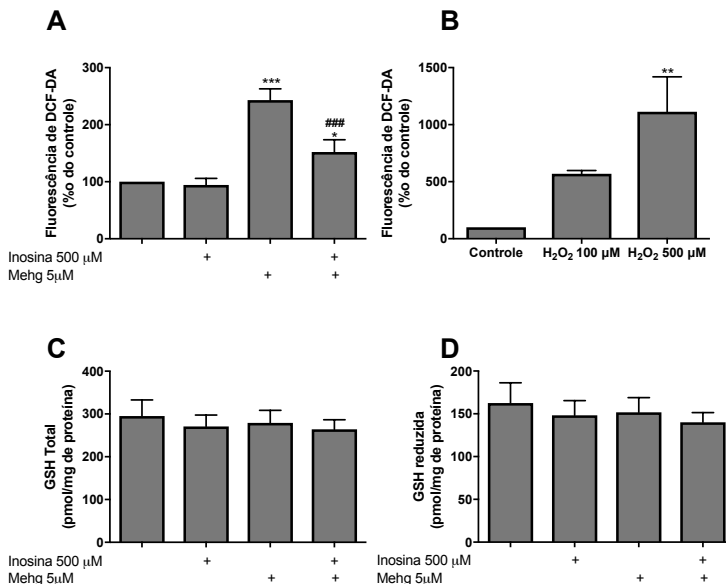 A
Fluorescência de DCF-DA
(%o do controle)
300
200
100
0
***
###
*
Inosina 500 μM + +
Mehg 5μM + +
B
Fluorescência de DCF-DA
(%o do controle)
1500
1000
500
0
**
Controle H₂O₂ 100 μM H₂O₂ 500 μM
C
GSH Total
(pmol/mg de proteína)
400
300
200
100
0
Inosina 500 μM + +
Mehg 5μM + +
D
GSH reduzida
(pmol/mg de proteína)
200
150
100
50
0
Inosina 500 μM + +
Mehg 5μM + +